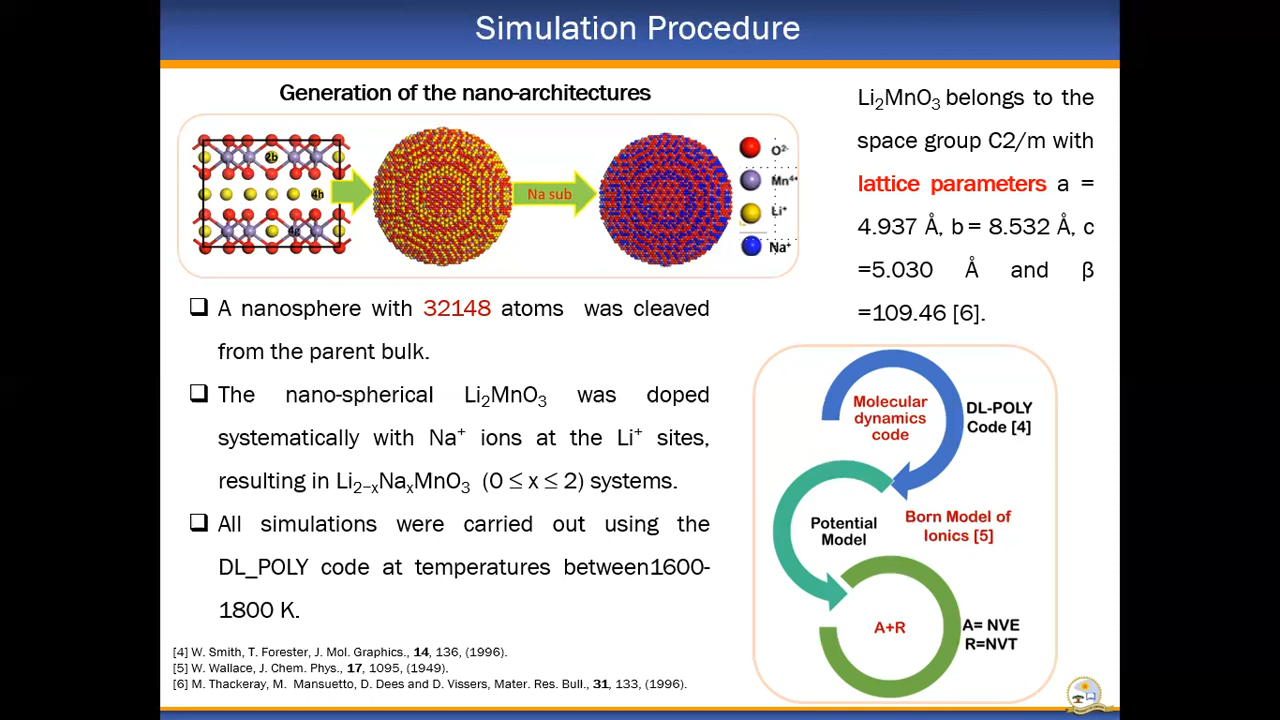 Simulation Procedure
Generation of the nano-architectures
2b
4h
4g
Na sub
O²⁻
Mn⁴⁺
Li⁺
Na⁺
❑ A nanosphere with 32148 atoms was cleaved
from the parent bulk.
❑ The nano-spherical Li₂MnO₃ was doped
systematically with Na⁺ ions at the Li⁺ sites,
resulting in Li₂₋ₓNaₓMnO₃ (0 ≤ x ≤ 2) systems.
❑ All simulations were carried out using the
DL_POLY code at temperatures between1600-
1800 K.
Li₂MnO₃ belongs to the
space group C2/m with
lattice parameters a =
4.937 Å, b = 8.532 Å, c
=5.030 Å and β
=109.46 [6].
Molecular
dynamics
code
DL-POLY
Code [4]
Potential
Model
Born Model of
Ionics [5]
A+R
A= NVE
R=NVT
[4] W. Smith, T. Forester, J. Mol. Graphics., 14, 136, (1996).
[5] W. Wallace, J. Chem. Phys., 17, 1095, (1949).
[6] M. Thackeray, M. Mansuetto, D. Dees and D. Vissers, Mater. Res. Bull., 31, 133, (1996).